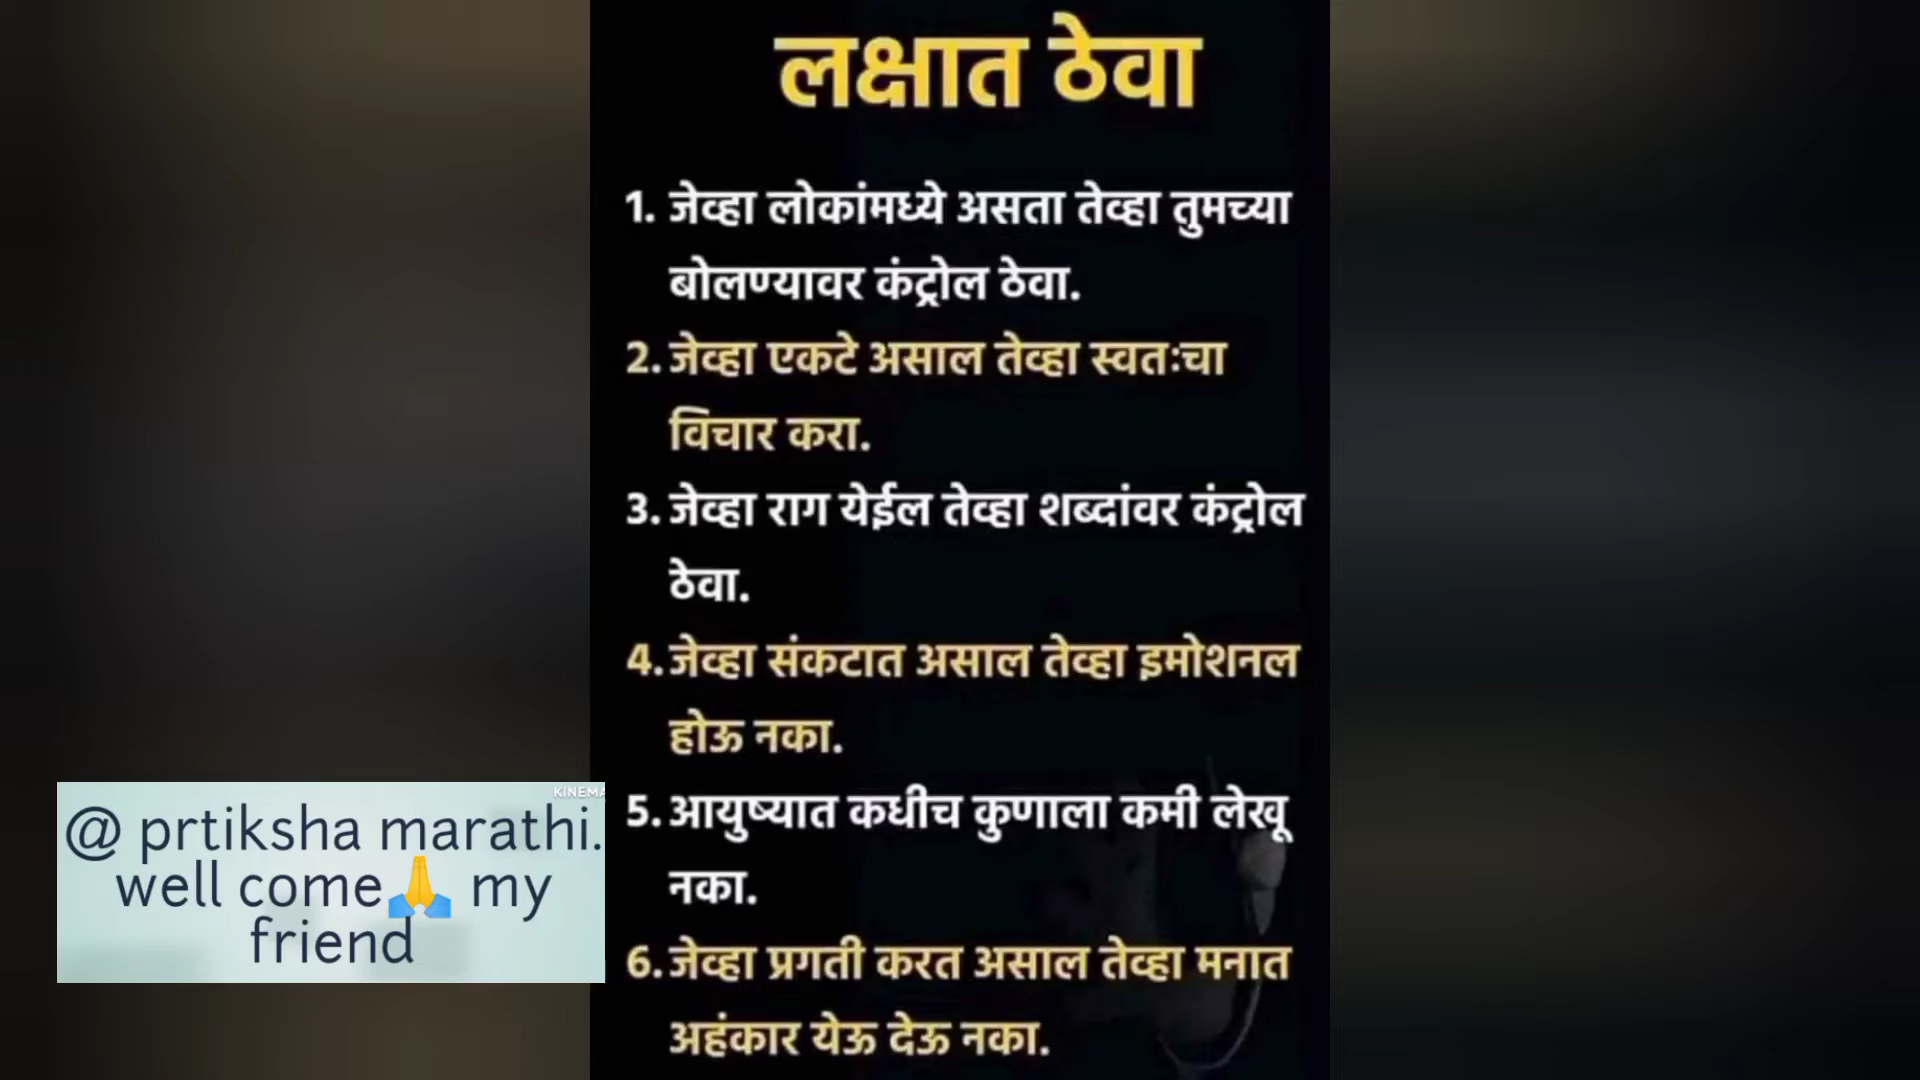 लक्षात ठेवा
1. जेव्हा लोकांमध्ये असता तेव्हा तुमच्या
बोलण्यावर कंट्रोल ठेवा.
2. जेव्हा एकटे असाल तेव्हा स्वतःचा
विचार करा.
3. जेव्हा राग येईल तेव्हा शब्दांवर कंट्रोल
ठेवा.
4. जेव्हा संकटात असाल तेव्हा इमोशनल
होऊ नका.
5. आयुष्यात कधीच कुणाला कमी लेखू
नका.
6. जेव्हा प्रगती करत असाल तेव्हा मनात
अहंकार येऊ देऊ नका.
KINEMA
@ prtiksha marathi.
well come🙏 my
friend